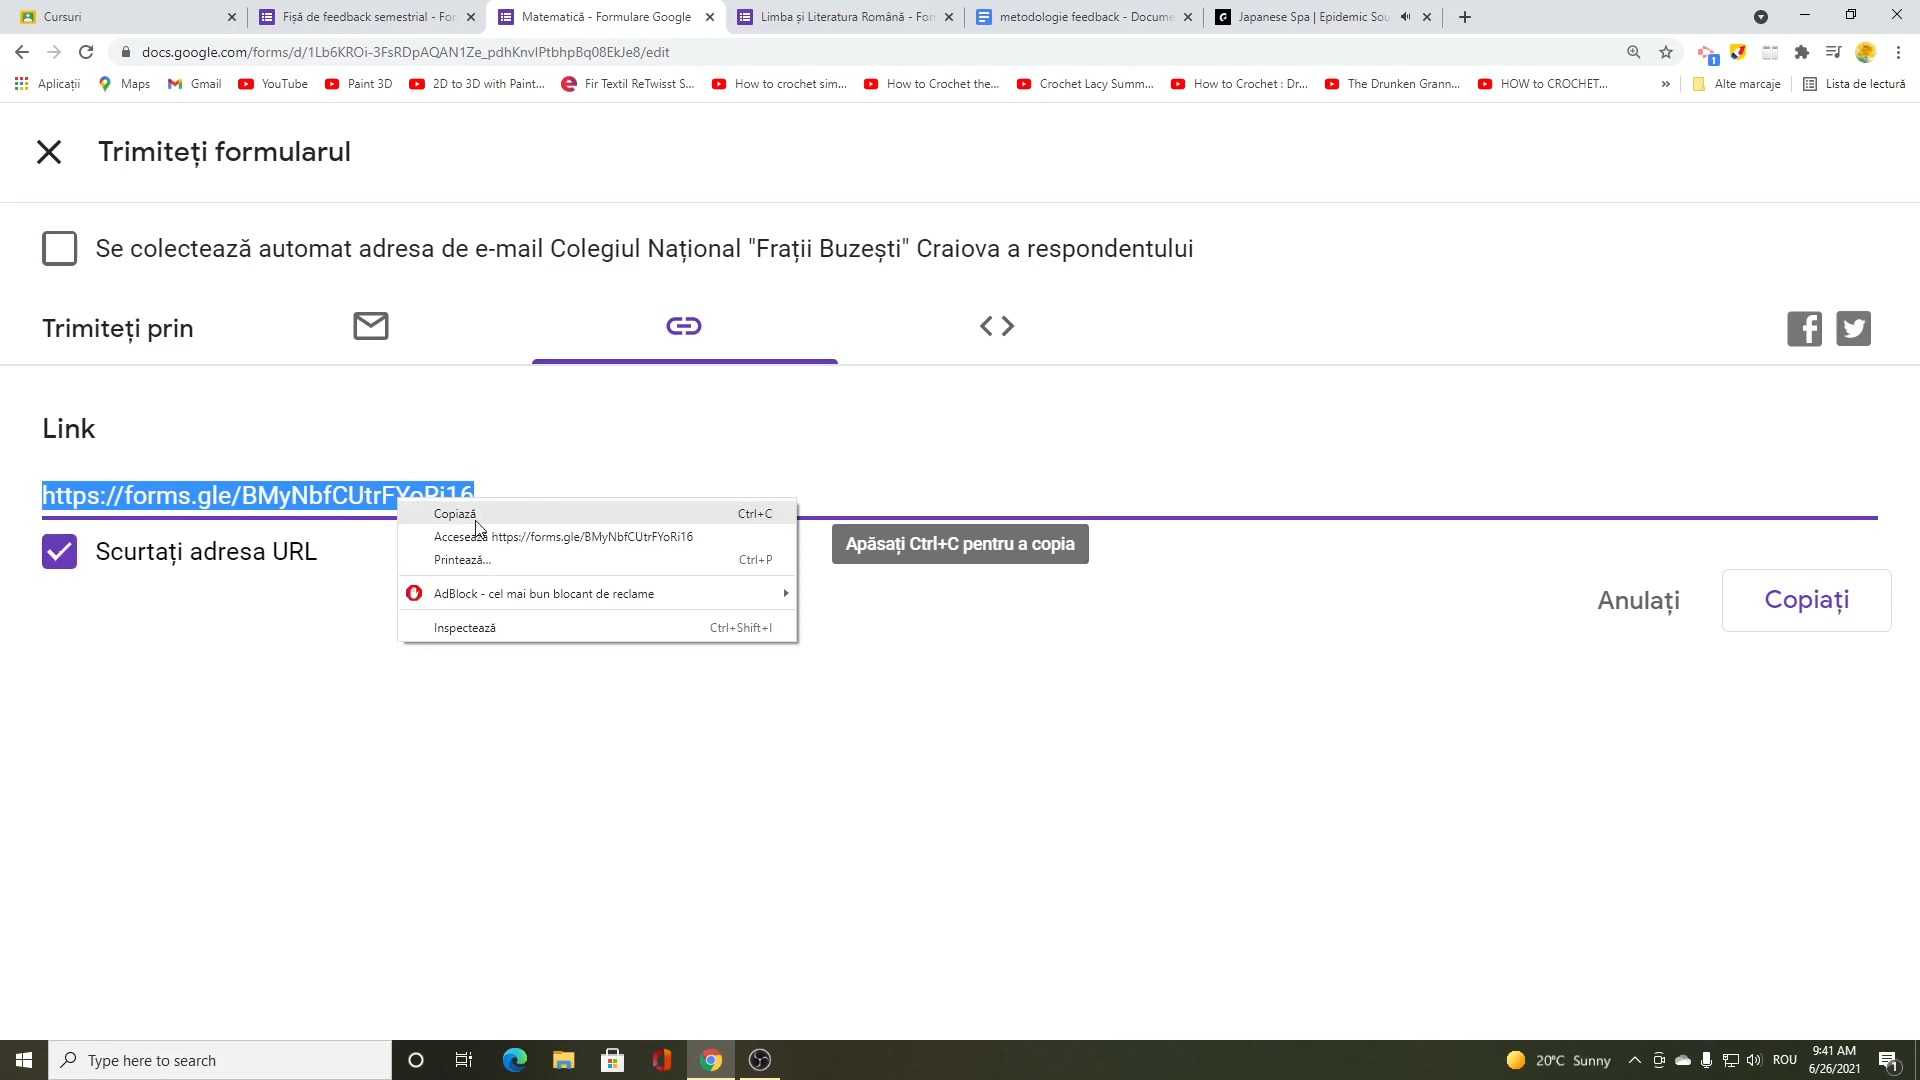 Cursuri
Fișă de feedback semestrial - For
Matematică - Formulare Google
Limba și Literatura Română - For
metodologie feedback - Docume
Japanese Spa | Epidemic Sou
docs.google.com/forms/d/1Lb6KROi-3FsRDpAQAN1Ze_pdhKnvIPtbhpBq08EkJe8/edit
1
Aplicații
Maps
Gmail
YouTube
Paint 3D
2D to 3D with Paint...
Fir Textil ReTwisst S...
How to crochet sim...
How to Crochet the...
Crochet Lacy Summ...
How to Crochet : Dr...
The Drunken Grann...
HOW to CROCHET...
»
Alte marcaje
Lista de lectură
Trimiteți formularul
Se colectează automat adresa de e-mail Colegiul Național "Frații Buzești" Craiova a respondentului
Trimiteți prin
Link
https://forms.gle/BMyNbfCUtrFYoRi16
Copiază Ctrl+C
Accesează https://forms.gle/BMyNbfCUtrFYoRi16
Printează... Ctrl+P
AdBlock - cel mai bun blocant de reclame
Inspectează Ctrl+Shift+I
Apăsați Ctrl+C pentru a copia
Scurtați adresa URL
Anulați
Copiați
Type here to search
20°C Sunny
ROU
9:41 AM
6/26/2021
1